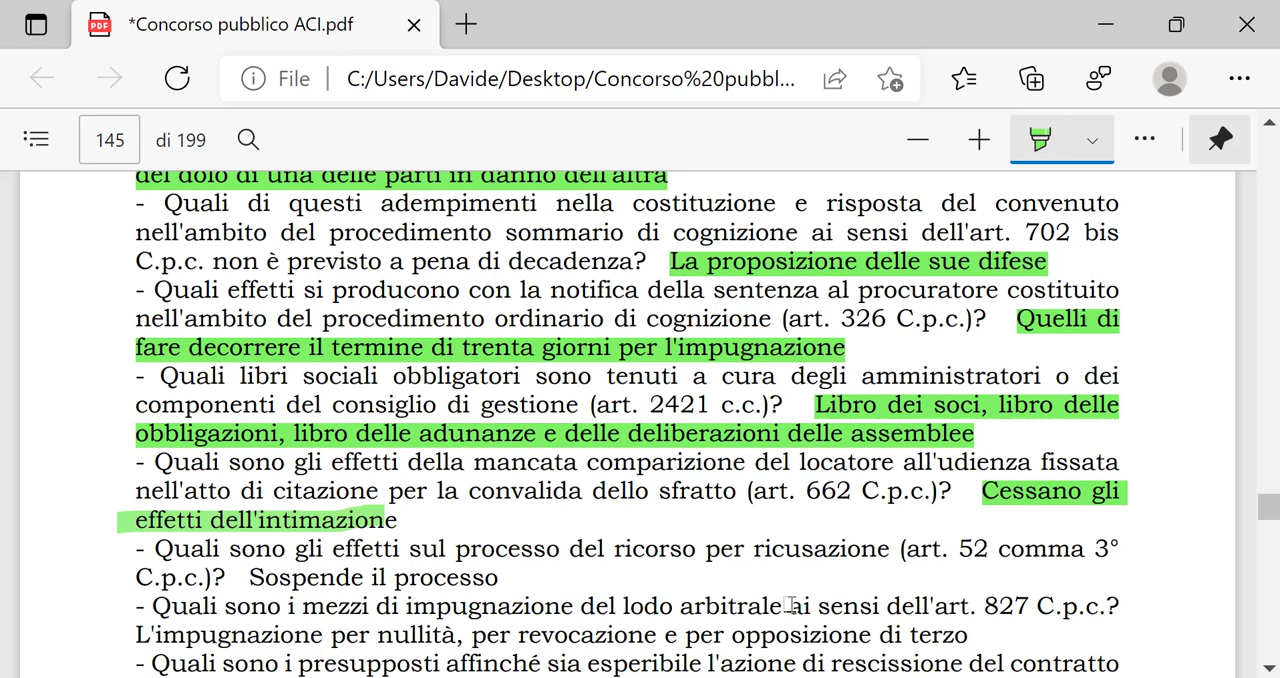 *Concorso pubblico ACI.pdf
File | C:/Users/Davide/Desktop/Concorso%20pubbl...
145 di 199
del dolo di una delle parti in danno dell'altra
- Quali di questi adempimenti nella costituzione e risposta del convenuto
nell'ambito del procedimento sommario di cognizione ai sensi dell'art. 702 bis
C.p.c. non è previsto a pena di decadenza? La proposizione delle sue difese
- Quali effetti si producono con la notifica della sentenza al procuratore costituito
nell'ambito del procedimento ordinario di cognizione (art. 326 C.p.c.)? Quelli di
fare decorrere il termine di trenta giorni per l'impugnazione
- Quali libri sociali obbligatori sono tenuti a cura degli amministratori o dei
componenti del consiglio di gestione (art. 2421 c.c.)? Libro dei soci, libro delle
obbligazioni, libro delle adunanze e delle deliberazioni delle assemblee
- Quali sono gli effetti della mancata comparizione del locatore all'udienza fissata
nell'atto di citazione per la convalida dello sfratto (art. 662 C.p.c.)? Cessano gli
effetti dell'intimazione
- Quali sono gli effetti sul processo del ricorso per ricusazione (art. 52 comma 3°
C.p.c.)? Sospende il processo
- Quali sono i mezzi di impugnazione del lodo arbitrale ai sensi dell'art. 827 C.p.c.?
L'impugnazione per nullità, per revocazione e per opposizione di terzo
- Quali sono i presupposti affinché sia esperibile l'azione di rescissione del contratto